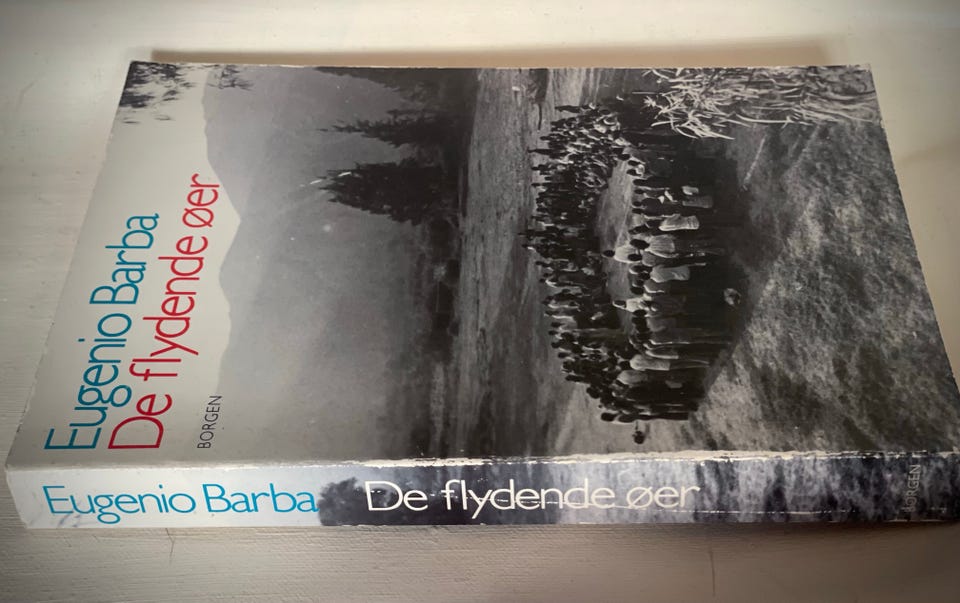 Eugenio Barba
De flydende øer
BORGEN
Eugenio Barba De flydende øer BORGEN